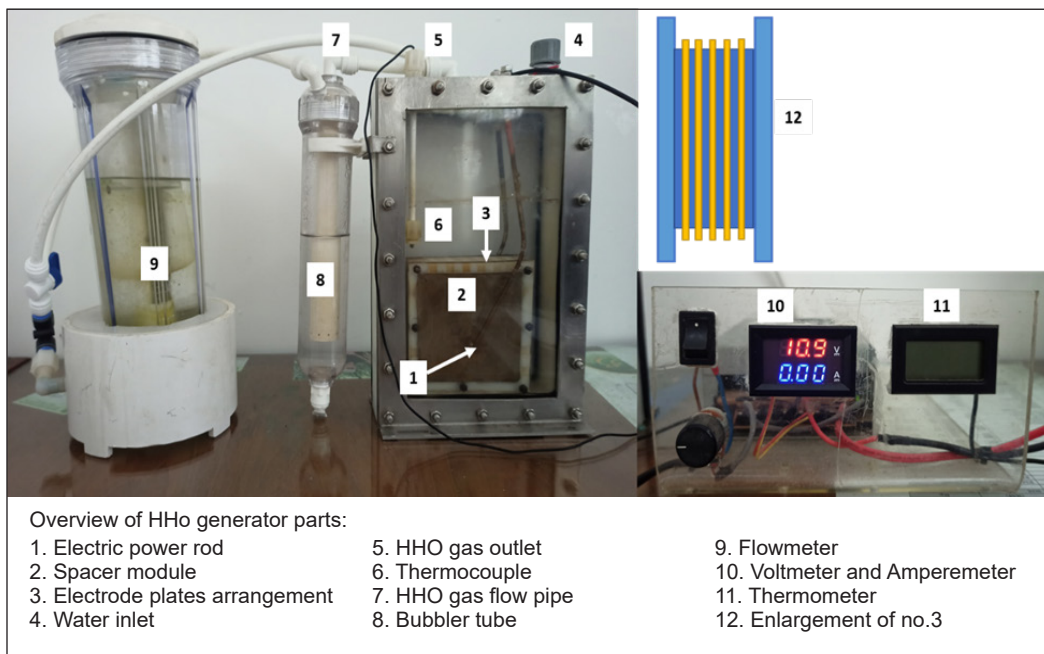 7
5
4
12
3
6
9
2
8
10
11
10.9 V
0.00 A
1
Overview of HHo generator parts:
1. Electric power rod
2. Spacer module
3. Electrode plates arrangement
4. Water inlet
5. HHO gas outlet
6. Thermocouple
7. HHO gas flow pipe
8. Bubbler tube
9. Flowmeter
10. Voltmeter and Amperemeter
11. Thermometer
12. Enlargement of no.3